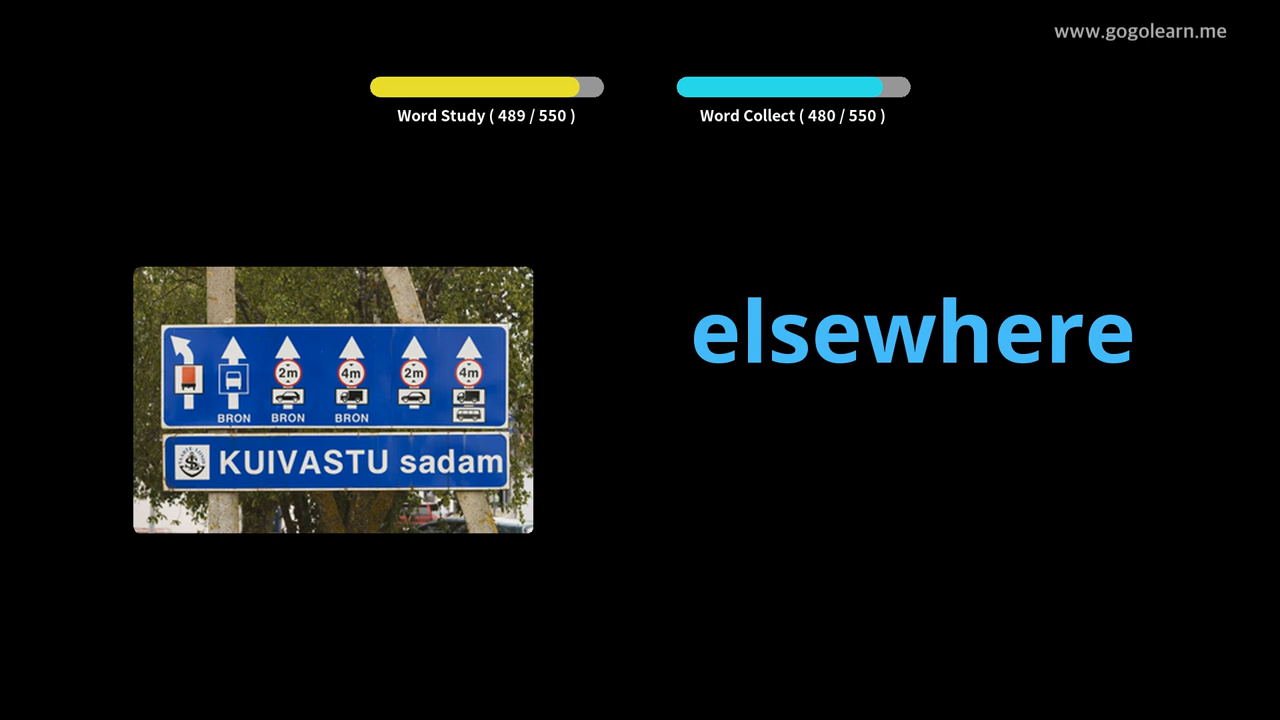 www.gogolearn.me
Word Study ( 489 / 550 )
Word Collect ( 480 / 550 )
elsewhere
2m 4m 2m 4m
BRON BRON BRON
KUIVASTU sadam